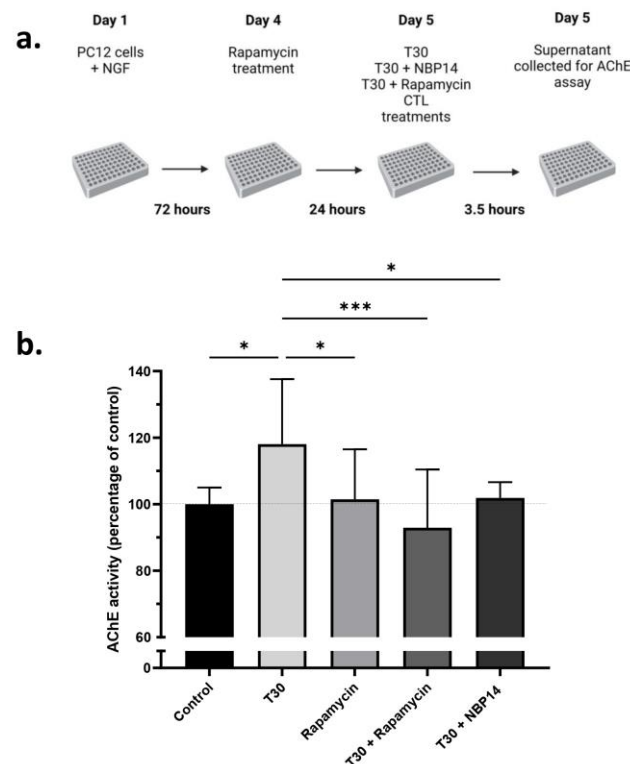 a.
Day 1
PC12 cells
+ NGF
Day 4
Rapamycin
treatment
Day 5
T30
T30 + NBP14
T30 + Rapamycin
CTL
treatments
Day 5
Supernatant
collected for AChE
assay
72 hours
24 hours
3.5 hours
b.
*
***
*
*
AChE activity (percentage of control)
140
120
100
80
60
0
Control
T30
Rapamycin
T30 + Rapamycin
T30 + NBP14